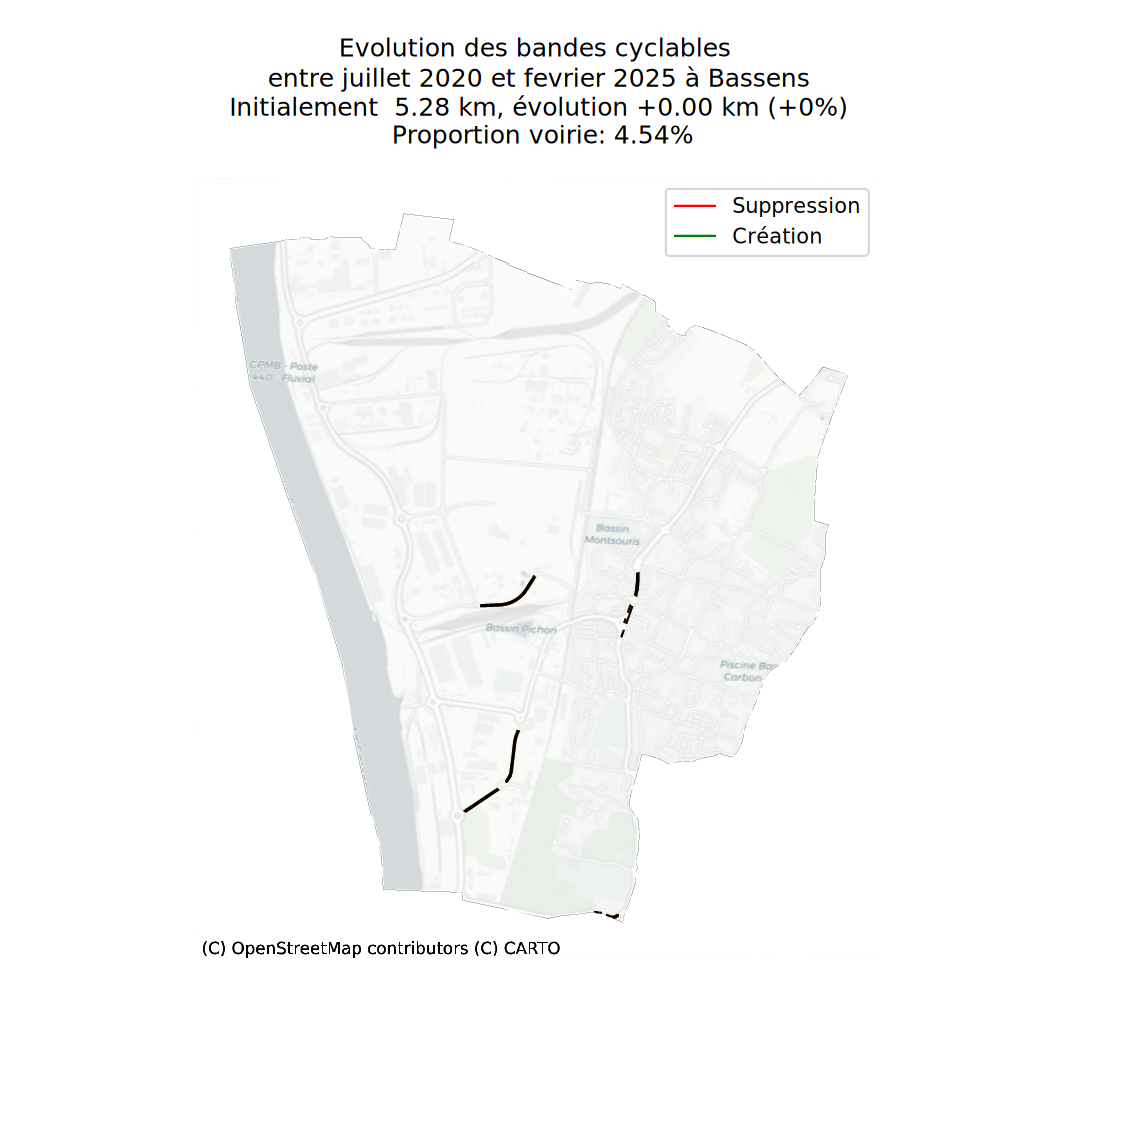 Evolution des bandes cyclables
entre juillet 2020 et fevrier 2025 à Bassens
Initialement  5.28 km, évolution +0.00 km (+0%)
Proportion voirie: 4.54%
Suppression
Création
GPMB - Poste
440 Fluvial
Bassin
Montsouris
Bassin Pichon
Piscine Bas
Carbon
(C) OpenStreetMap contributors (C) CARTO